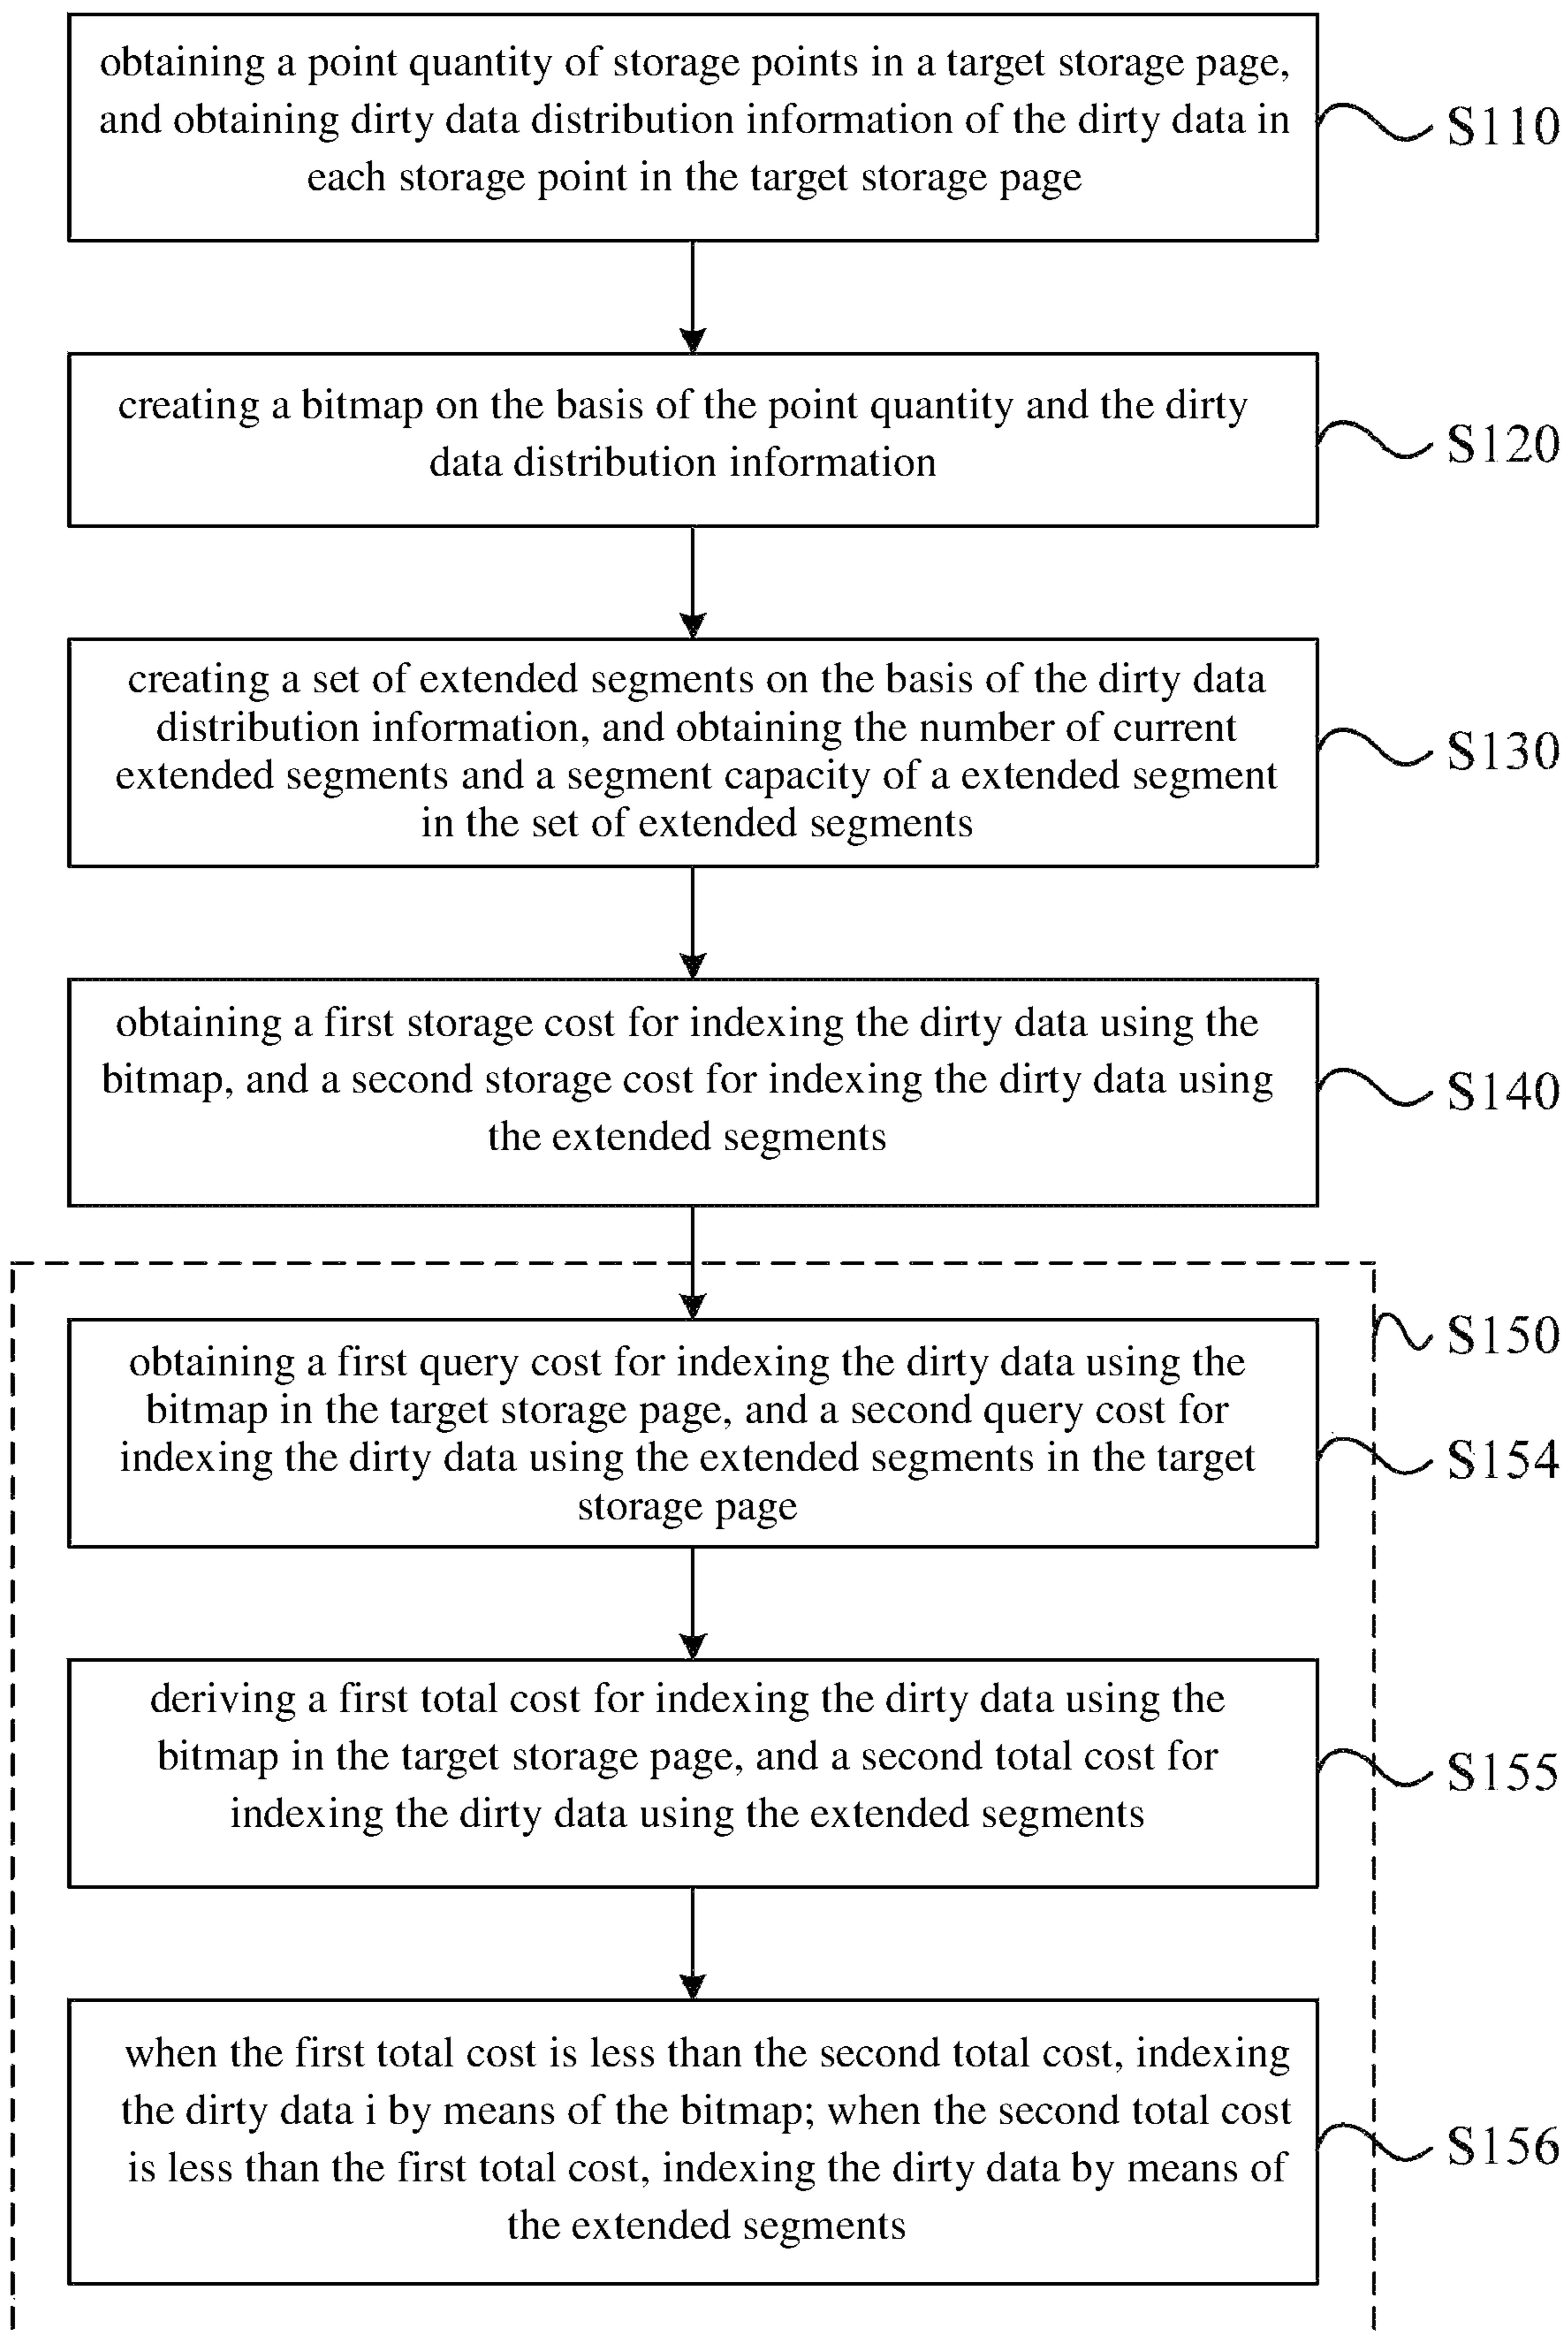 obtaining a point quantity of storage points in a target storage page,
and obtaining dirty data distribution information of the dirty data in
each storage point in the target storage page
S110
creating a bitmap on the basis of the point quantity and the dirty
data distribution information
S120
creating a set of extended segments on the basis of the dirty data
distribution information, and obtaining the number of current
extended segments and a segment capacity of a extended segment
in the set of extended segments
S130
obtaining a first storage cost for indexing the dirty data using the
bitmap, and a second storage cost for indexing the dirty data using
the extended segments
S140
S150
obtaining a first query cost for indexing the dirty data using the
bitmap in the target storage page, and a second query cost for
indexing the dirty data using the extended segments in the target
storage page
S154
deriving a first total cost for indexing the dirty data using the
bitmap in the target storage page, and a second total cost for
indexing the dirty data using the extended segments
S155
when the first total cost is less than the second total cost, indexing
the dirty data i by means of the bitmap; when the second total cost
is less than the first total cost, indexing the dirty data by means of
the extended segments
S156